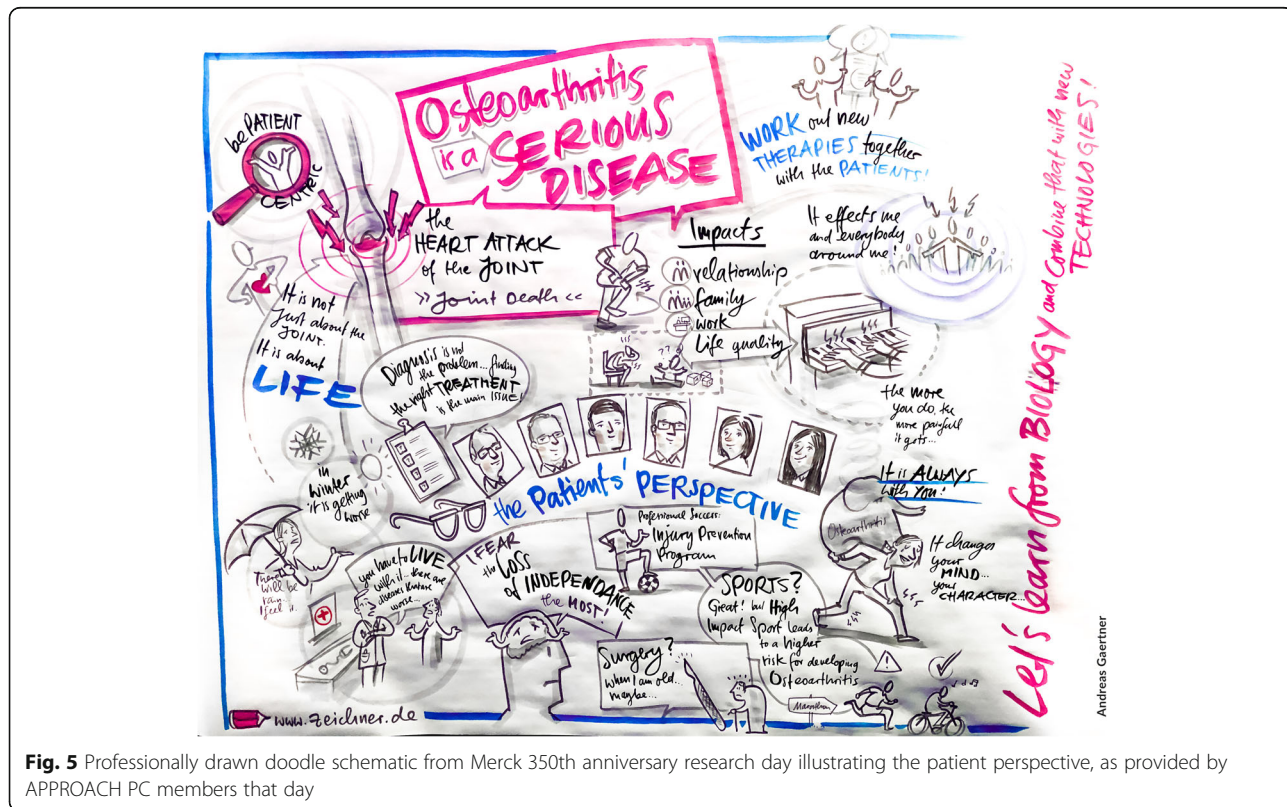 be PATIENT
CENTRIC
Osteoarthritis
is a SERIOUS
DISEASE
the
HEART ATTACK
of the JOINT
>> Joint Death <<
WORK out new
THERAPIES together
with the PATIENTS!
Impacts
relationship
family
work
Life quality
It effects me
and everybody
around me!
It is not
Just about the
JOINT.
It is about
LIFE
Diagnosis is not
the problem... finding
the right TREATMENT
is the main ISSUE!
the more
you do, the
more painful
it gets...
in
winter
it is getting
worse
the Patients' PERSPECTIVE
It is ALWAYS
with You!
Osteoarthritis
It changes
your
MIND...
your
CHARACTER...
There
will be
rain...
I feel it.
you have to LIVE
with it... there are
diseases that are
worse...
I FEAR
the LOSS
of INDEPENDANCE
the MOST!
Professional Success:
Injury Prevention
Program
SPORTS?
Great! but High
Impact Sport leads
to a higher
risk for developing
Osteoarthritis
Surgery?
When I am old...
maybe...
Marathon
www.zeichner.de
Let's learn from BIOLOGY and Combine that with new
TECHNOLOGIES!
Andreas Gaertner
Fig. 5 Professionally drawn doodle schematic from Merck 350th anniversary research day illustrating the patient perspective, as provided by
APPROACH PC members that day